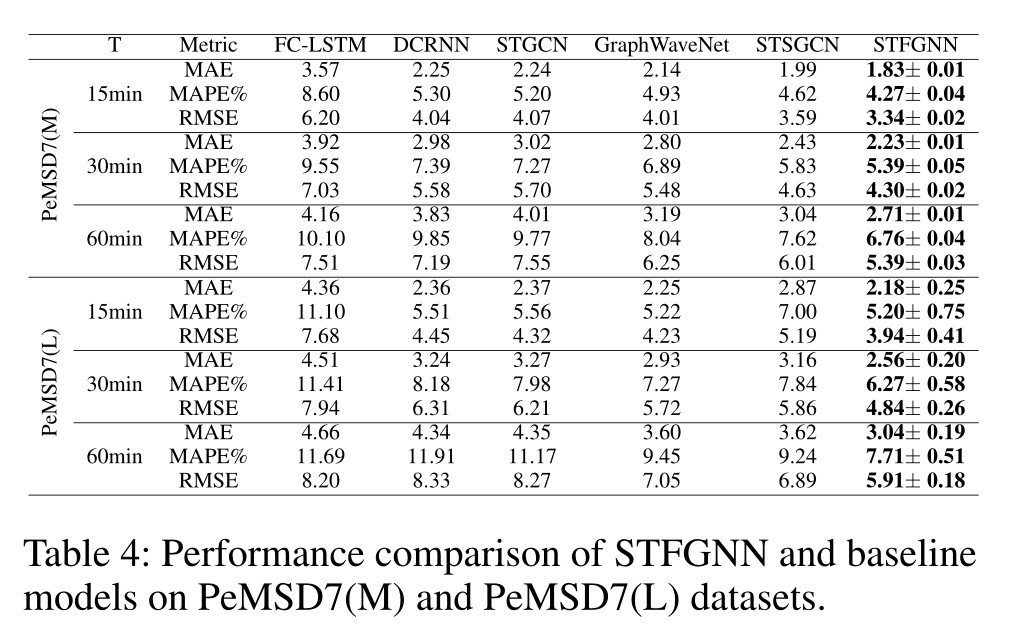 T Metric FC-LSTM DCRNN STGCN GraphWaveNet STSGCN STFGNN
PeMSD7(M)
15min
MAE 3.57 2.25 2.24 2.14 1.99 1.83± 0.01
MAPE% 8.60 5.30 5.20 4.93 4.62 4.27± 0.04
RMSE 6.20 4.04 4.07 4.01 3.59 3.34± 0.02
30min
MAE 3.92 2.98 3.02 2.80 2.43 2.23± 0.01
MAPE% 9.55 7.39 7.27 6.89 5.83 5.39± 0.05
RMSE 7.03 5.58 5.70 5.48 4.63 4.30± 0.02
60min
MAE 4.16 3.83 4.01 3.19 3.04 2.71± 0.01
MAPE% 10.10 9.85 9.77 8.04 7.62 6.76± 0.04
RMSE 7.51 7.19 7.55 6.25 6.01 5.39± 0.03
PeMSD7(L)
15min
MAE 4.36 2.36 2.37 2.25 2.87 2.18± 0.25
MAPE% 11.10 5.51 5.56 5.22 7.00 5.20± 0.75
RMSE 7.68 4.45 4.32 4.23 5.19 3.94± 0.41
30min
MAE 4.51 3.24 3.27 2.93 3.16 2.56± 0.20
MAPE% 11.41 8.18 7.98 7.27 7.84 6.27± 0.58
RMSE 7.94 6.31 6.21 5.72 5.86 4.84± 0.26
60min
MAE 4.66 4.34 4.35 3.60 3.62 3.04± 0.19
MAPE% 11.69 11.91 11.17 9.45 9.24 7.71± 0.51
RMSE 8.20 8.33 8.27 7.05 6.89 5.91± 0.18
Table 4: Performance comparison of STFGNN and baseline
models on PeMSD7(M) and PeMSD7(L) datasets.